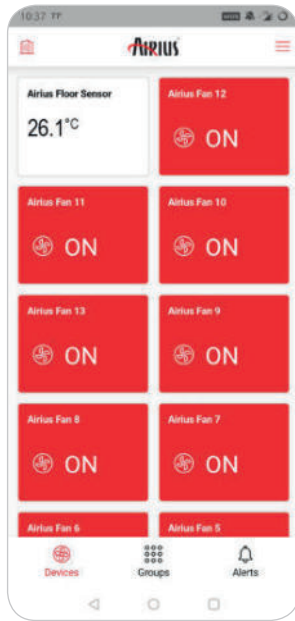 10:37
AIRIUS
Airius Floor Sensor
26.1°C
Airius Fan 12
ON
Airius Fan 11
ON
Airius Fan 10
ON
Airius Fan 13
ON
Airius Fan 9
ON
Airius Fan 8
ON
Airius Fan 7
ON
Airius Fan 6
Airius Fan 5
Devices
Groups
Alerts